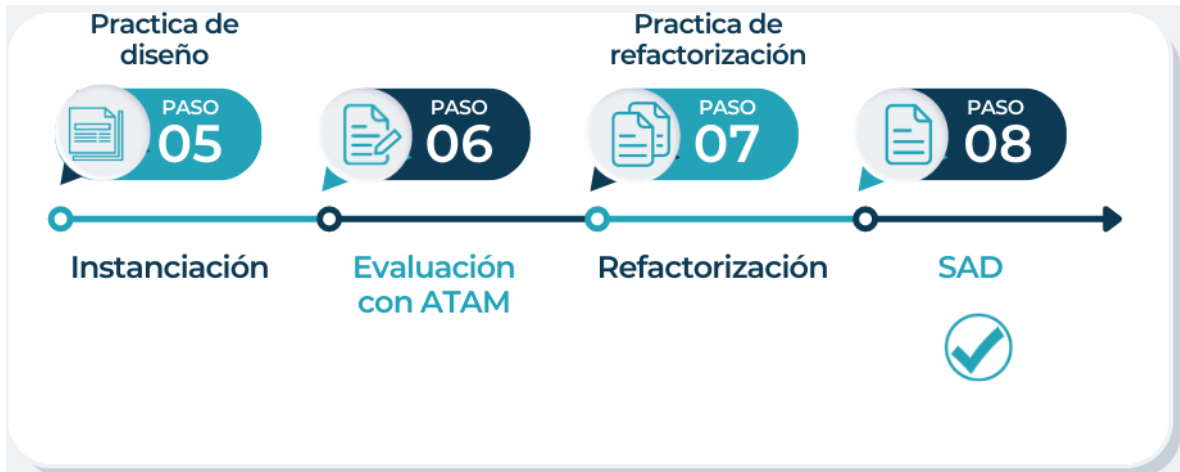 Practica de
diseño
Practica de
refactorización
PASO
05
PASO
06
PASO
07
PASO
08
Instanciación
Evaluación
con ATAM
Refactorización
SAD